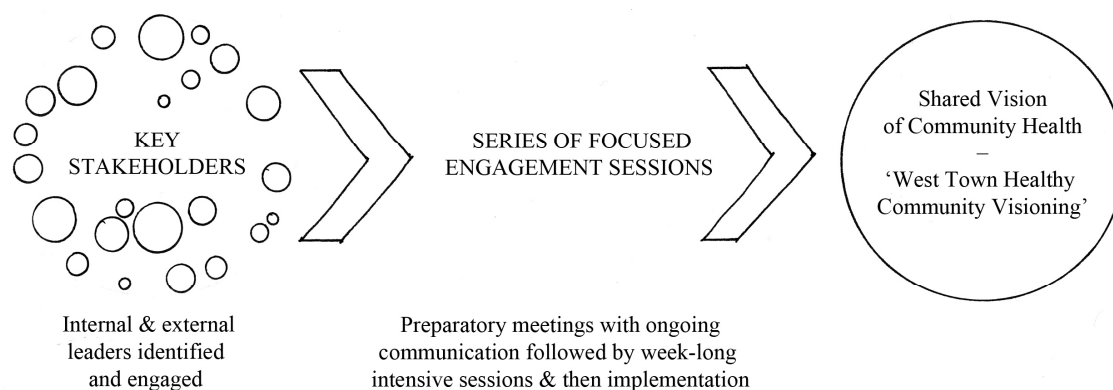 KEY
STAKEHOLDERS
Internal & external
leaders identified
and engaged
SERIES OF FOCUSED
ENGAGEMENT SESSIONS
Preparatory meetings with ongoing
communication followed by week-long
intensive sessions & then implementation
Shared Vision
of Community Health
–
‘West Town Healthy
Community Visioning’